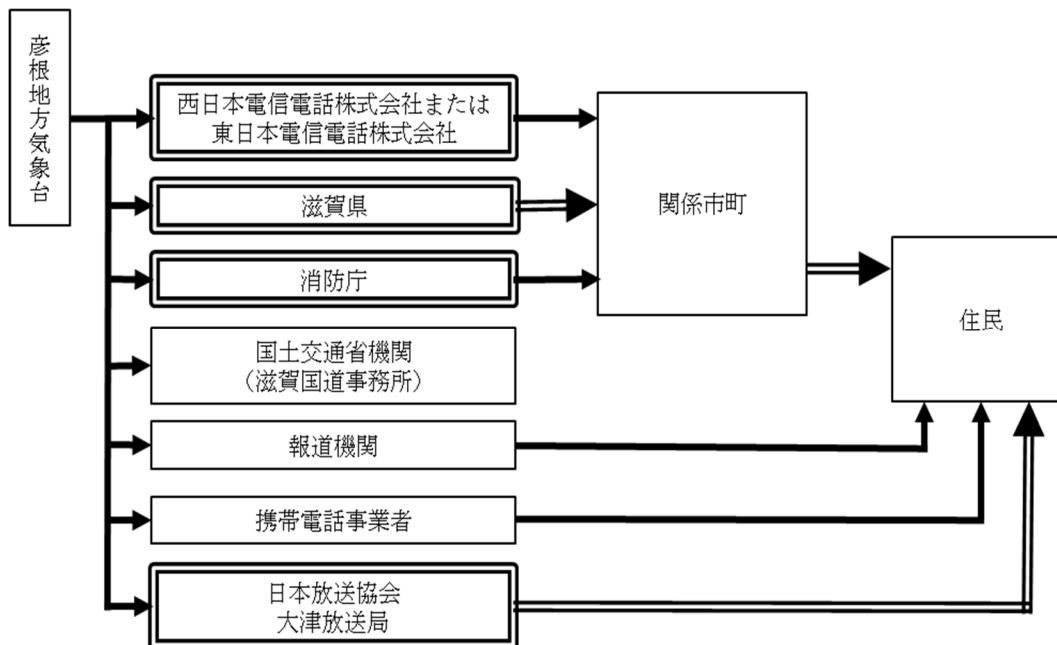 彦根地方気象台
西日本電信電話株式会社または
東日本電信電話株式会社
滋賀県
消防庁
国土交通省機関
（滋賀国道事務所）
報道機関
携帯電話事業者
日本放送協会
大津放送局
関係市町
住民